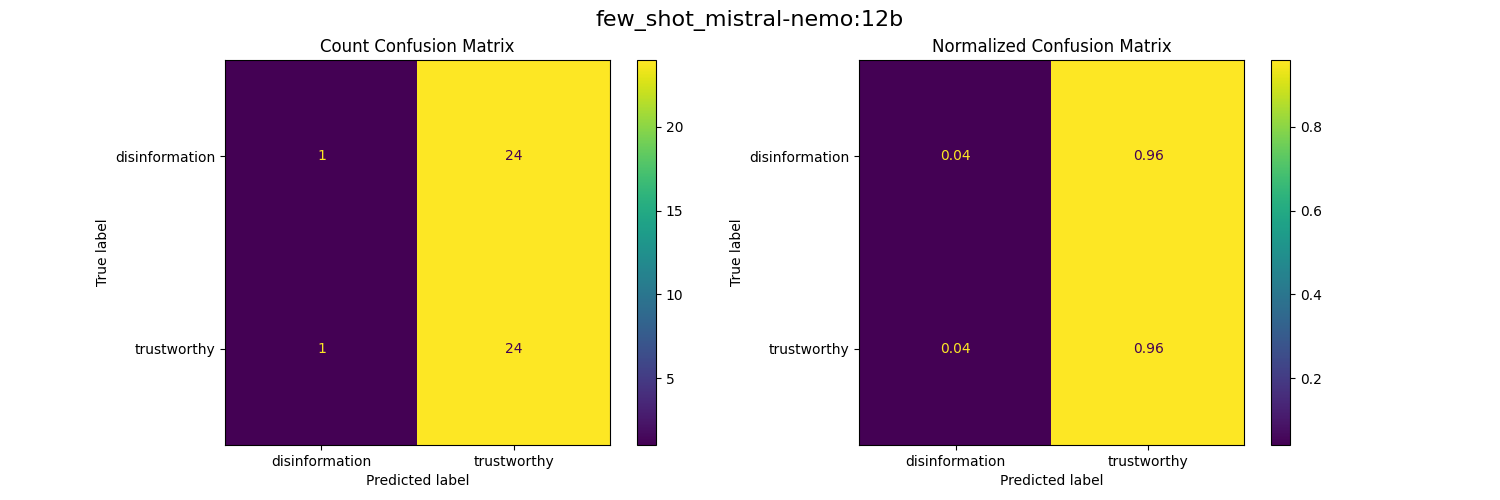 few_shot_mistral-nemo:12b
Count Confusion Matrix
Normalized Confusion Matrix
disinformation
trustworthy
True label
1
24
1
24
disinformation
trustworthy
Predicted label
20
15
10
5
disinformation
trustworthy
True label
0.04
0.96
0.04
0.96
disinformation
trustworthy
Predicted label
0.8
0.6
0.4
0.2